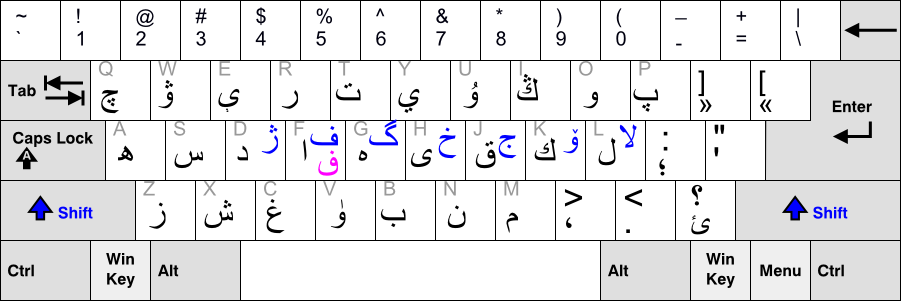 ~ ! @ # $ % ^ & * ) ( _ + |
` 1 2 3 4 5 6 7 8 9 0 - = \
Tab Q چ W ۋ E ې R ر T ت Y ي U ۇ I ڭ O و P پ [ » ] «
Caps Lock A ھ S س D د ژ F ا ف ف G ە گ H ى خ J ق ج K ك ۆ L ل لا : ؛ " '
A
Shift Z ز X ش C غ V ۈ B ب N ن M م > ، < . ؟ ئ Shift
Enter
Ctrl Win Key Alt Alt Win Key Menu Ctrl